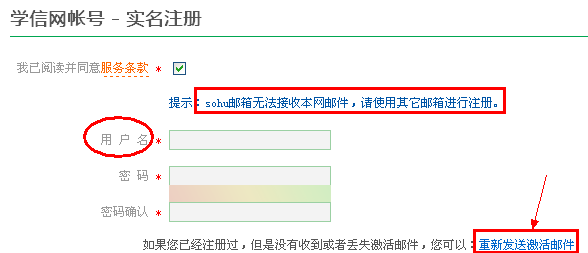 学信网帐号 - 实名注册
我已阅读并同意服务条款 *
提示：sohu邮箱无法接收本网邮件，请使用其它邮箱进行注册。
用 户 名 *
密 码 *
密码确认 *
如果您已经注册过，但是没有收到或者丢失激活邮件，您可以：重新发送激活邮件